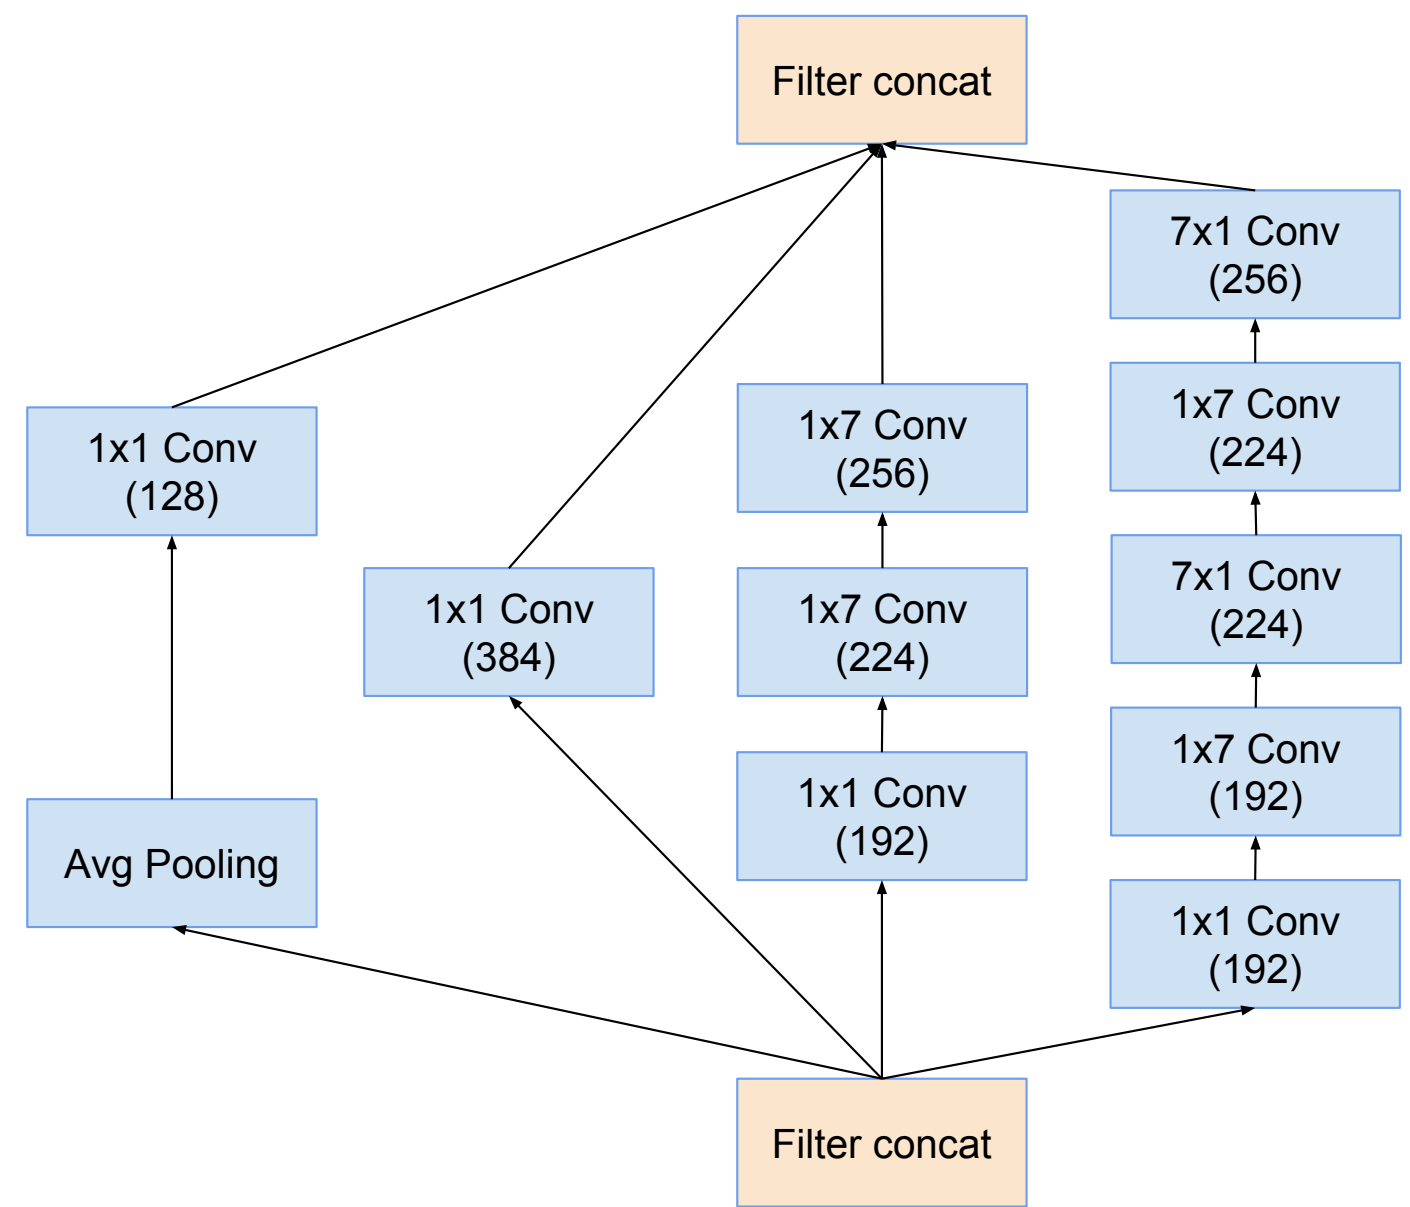 Filter concat
7x1 Conv
(256)
1x7 Conv
(224)
7x1 Conv
(224)
1x7 Conv
(192)
1x1 Conv
(192)
1x7 Conv
(256)
1x7 Conv
(224)
1x1 Conv
(192)
1x1 Conv
(384)
1x1 Conv
(128)
Avg Pooling
Filter concat